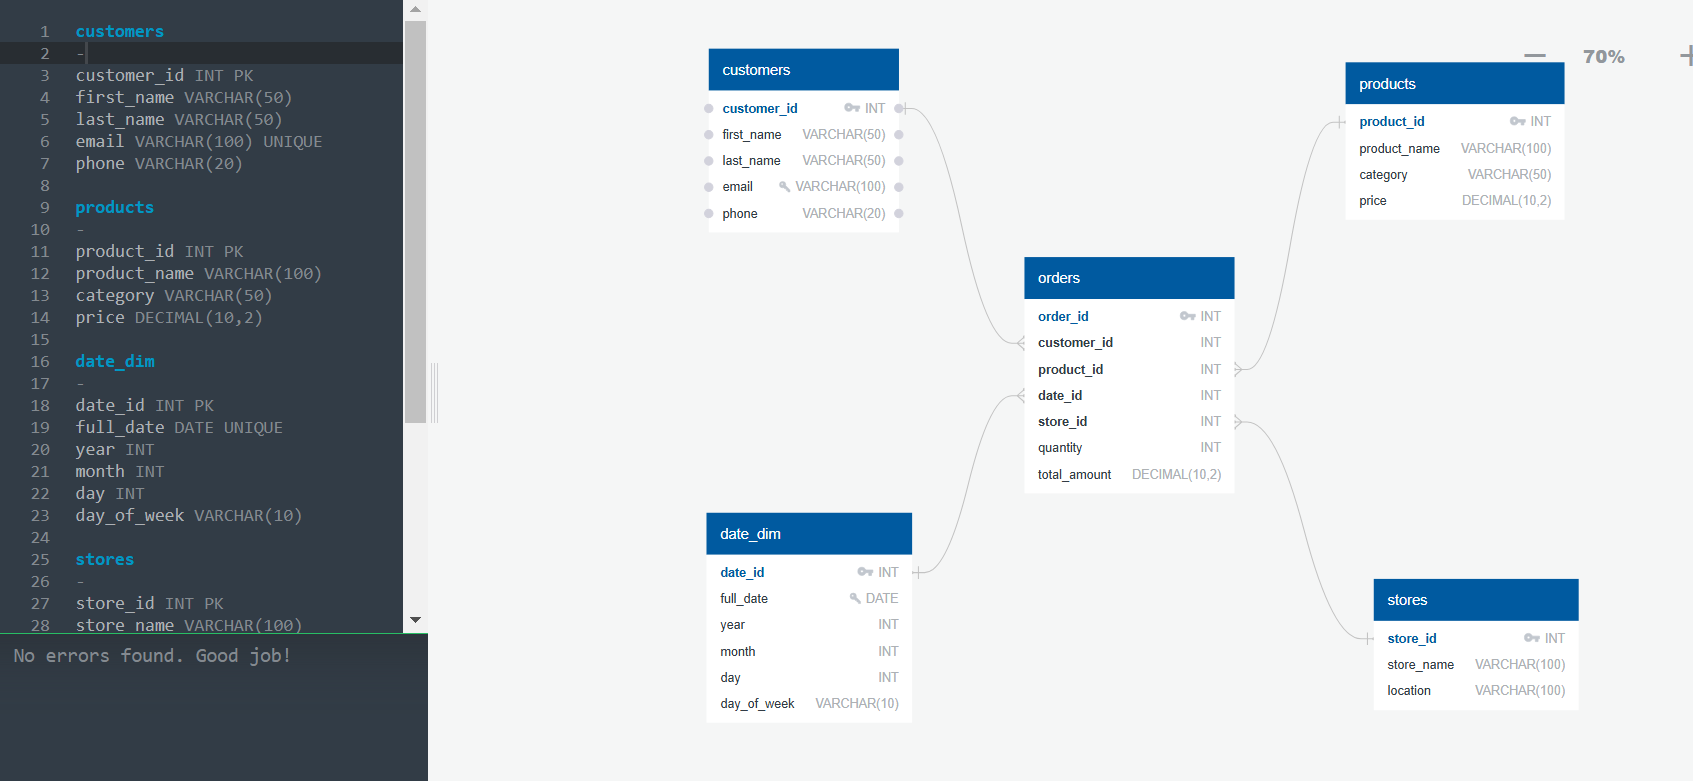 1 customers
2 -
3 customer_id INT PK
4 first_name VARCHAR(50)
5 last_name VARCHAR(50)
6 email VARCHAR(100) UNIQUE
7 phone VARCHAR(20)
8
9 products
10 -
11 product_id INT PK
12 product_name VARCHAR(100)
13 category VARCHAR(50)
14 price DECIMAL(10,2)
15
16 date_dim
17 -
18 date_id INT PK
19 full_date DATE UNIQUE
20 year INT
21 month INT
22 day INT
23 day_of_week VARCHAR(10)
24
25 stores
26 -
27 store_id INT PK
28 store_name VARCHAR(100)
No errors found. Good job!
70%
customers
customer_id INT
first_name VARCHAR(50)
last_name VARCHAR(50)
email VARCHAR(100)
phone VARCHAR(20)
products
product_id INT
product_name VARCHAR(100)
category VARCHAR(50)
price DECIMAL(10,2)
orders
order_id INT
customer_id INT
product_id INT
date_id INT
store_id INT
quantity INT
total_amount DECIMAL(10,2)
date_dim
date_id INT
full_date DATE
year INT
month INT
day INT
day_of_week VARCHAR(10)
stores
store_id INT
store_name VARCHAR(100)
location VARCHAR(100)